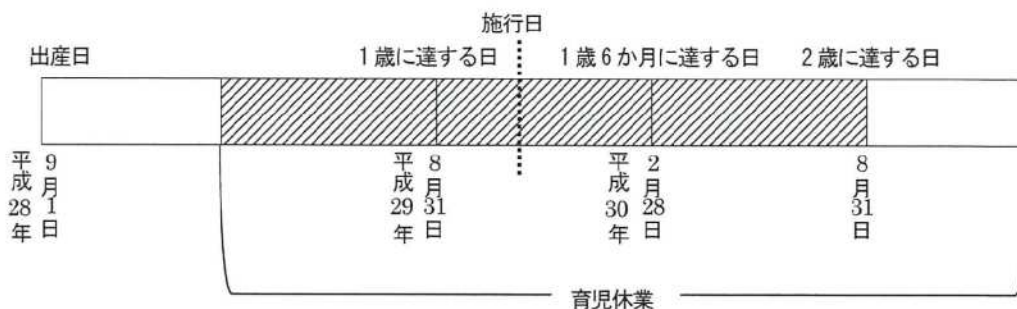 施行日
出産日
1歳に達する日
1歳6か月に達する日
2歳に達する日
平成28年
9月1日
平成29年
8月31日
平成30年
2月28日
8月31日
育児休業